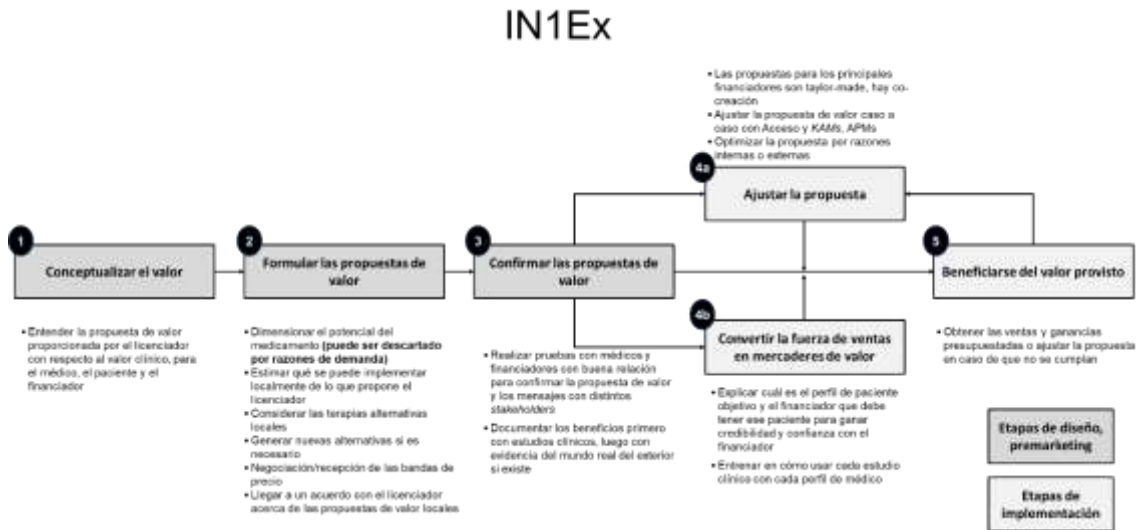 IN1Ex
• Las propuestas para los principales
financiadores son taylor-made, hay co-
creación
• Ajustar la propuesta de valor caso a
caso con Acceso y KAMs, APMs
• Optimizar la propuesta por razones
internas o externas
4a
Ajustar la propuesta
1
Conceptualizar el valor
2
Formular las propuestas de
valor
3
Confirmar las propuestas de
valor
5
Beneficiarse del valor provisto
4b
Convertir la fuerza de ventas
en mercaderes de valor
• Entender la propuesta de valor
proporcionada por el licenciador
con respecto al valor clínico, para
el médico, el paciente y el
financiador
• Dimensionar el potencial del
medicamento (puede ser descartado
por razones de demanda)
• Estimar qué se puede implementar
localmente de lo que propone el
licenciador
• Considerar las terapias alternativas
locales
• Generar nuevas alternativas si es
necesario
• Negociación/recepción de las bandas de
precio
• Llegar a un acuerdo con el licenciador
acerca de las propuestas de valor locales
• Realizar pruebas con médicos y
financiadores con buena relación
para confirmar la propuesta de valor
y los mensajes con distintos
stakeholders
• Documentar los beneficios primero
con estudios clínicos, luego con
evidencia del mundo real del exterior
si existe
• Explicar cuál es el perfil de paciente
objetivo y el financiador que debe
tener ese paciente para ganar
credibilidad y confianza con el
financiador
• Entrenar en cómo usar cada estudio
clínico con cada perfil de médico
• Obtener las ventas y ganancias
presupuestadas o ajustar la propuesta
en caso de que no se cumplan
Etapas de diseño,
premarketing
Etapas de
implementación